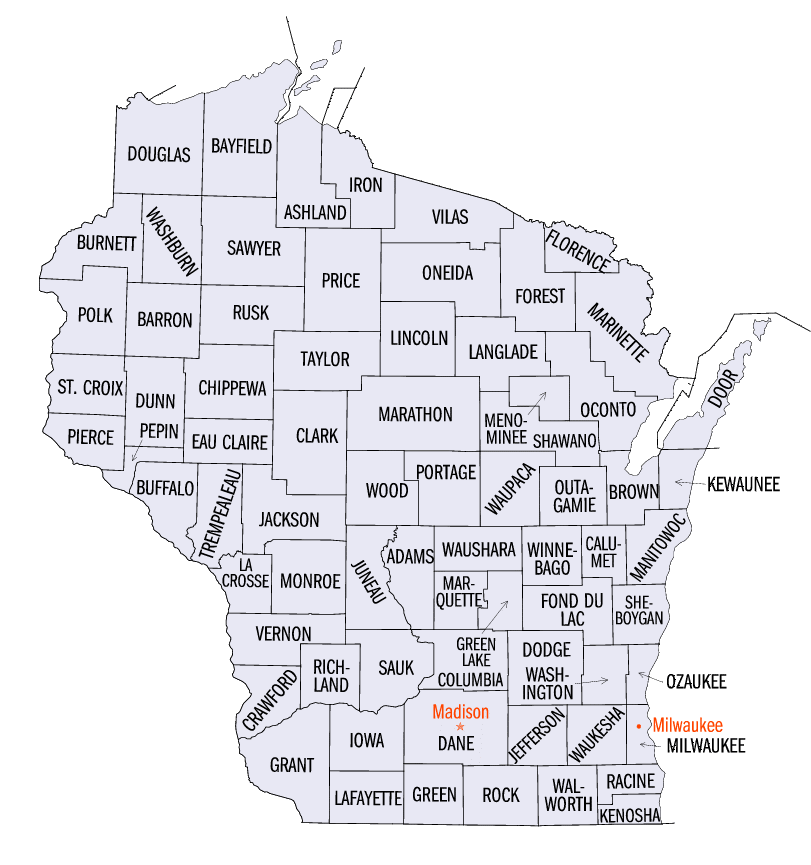 BAYFIELD
DOUGLAS
IRON
ASHLAND
VILAS
WASHBURN
BURNETT
SAWYER
FLORENCE
ONEIDA
PRICE
FOREST
RUSK
POLK
BARRON
MARINETTE
LINCOLN
LANGLADE
TAYLOR
ST. CROIX
CHIPPEWA
DOOR
DUNN
OCONTO
MARATHON
MENO-
MINEE
CLARK
PEPIN
PIERCE
EAU CLAIRE
SHAWANO
PORTAGE
WAUPACA
KEWAUNEE
BUFFALO
WOOD
OUTA-
GAMIE
BROWN
TREMPEALEAU
JACKSON
MANITOWOC
ADAMS
WAUSHARA
WINNE-
BAGO
CALU-
MET
LA
CROSSE
MONROE
JUNEAU
MAR-
QUETTE
FOND DU
LAC
SHE-
BOYGAN
VERNON
GREEN
LAKE
DODGE
RICH-
LAND
SAUK
COLUMBIA
WASH-
INGTON
OZAUKEE
CRAWFORD
Madison
DANE
JEFFERSON
WAUKESHA
Milwaukee
MILWAUKEE
IOWA
GRANT
LAFAYETTE
GREEN
ROCK
WAL-
WORTH
RACINE
KENOSHA